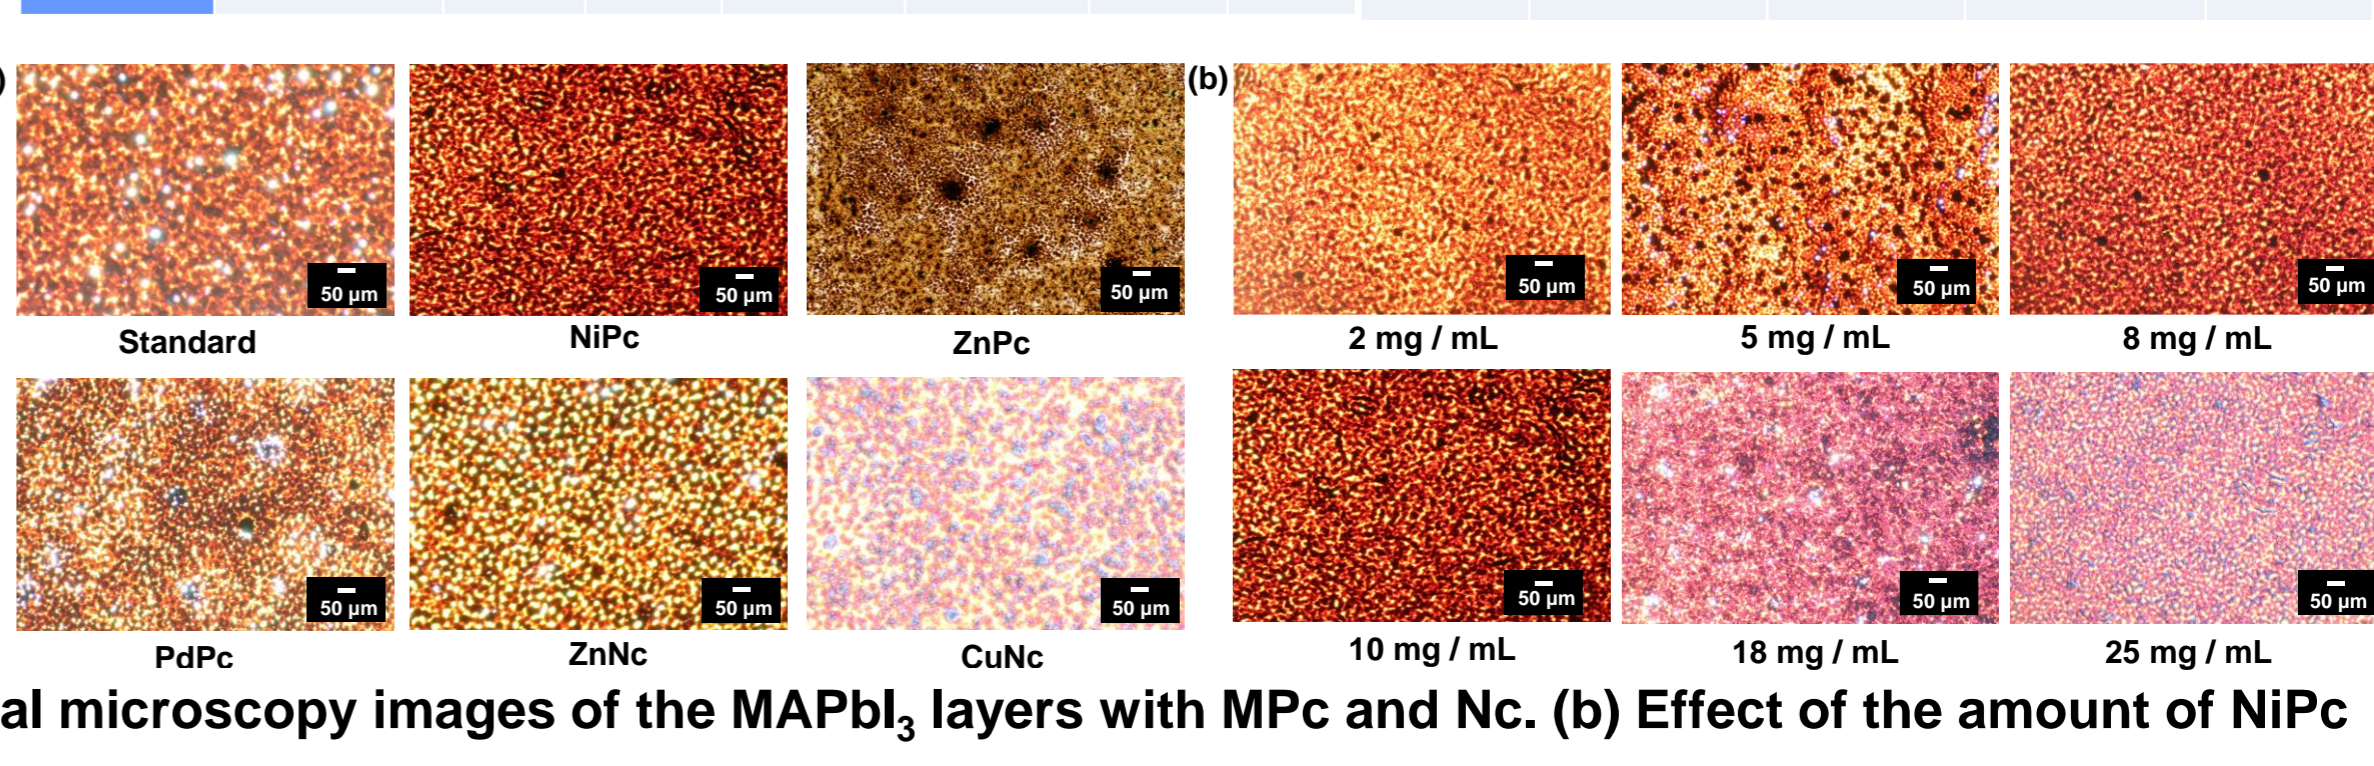 )
(b)
50 µm
50 µm
50 µm
50 µm
50 µm
50 µm
Standard
NiPc
ZnPc
2 mg / mL
5 mg / mL
8 mg / mL
50 µm
50 µm
50 µm
50 µm
50 µm
50 µm
PdPc
ZnNc
CuNc
10 mg / mL
18 mg / mL
25 mg / mL
al microscopy images of the MAPbI₃ layers with MPc and Nc. (b) Effect of the amount of NiPc